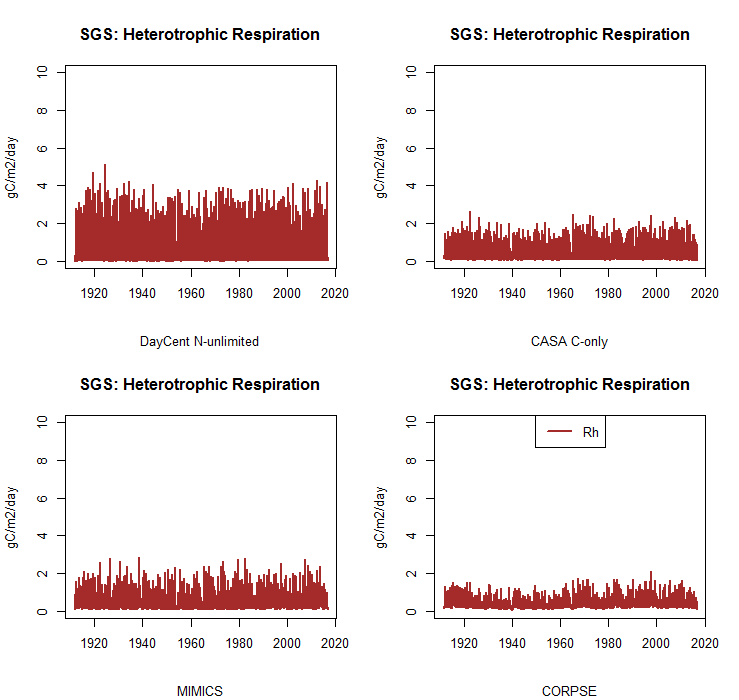 SGS: Heterotrophic Respiration
gC/m2/day
10
8
6
4
2
0
1920 1940 1960 1980 2000 2020
DayCent N-unlimited
SGS: Heterotrophic Respiration
gC/m2/day
10
8
6
4
2
0
1920 1940 1960 1980 2000 2020
CASA C-only
SGS: Heterotrophic Respiration
gC/m2/day
10
8
6
4
2
0
1920 1940 1960 1980 2000 2020
MIMICS
SGS: Heterotrophic Respiration
Rh
gC/m2/day
10
8
6
4
2
0
1920 1940 1960 1980 2000 2020
CORPSE